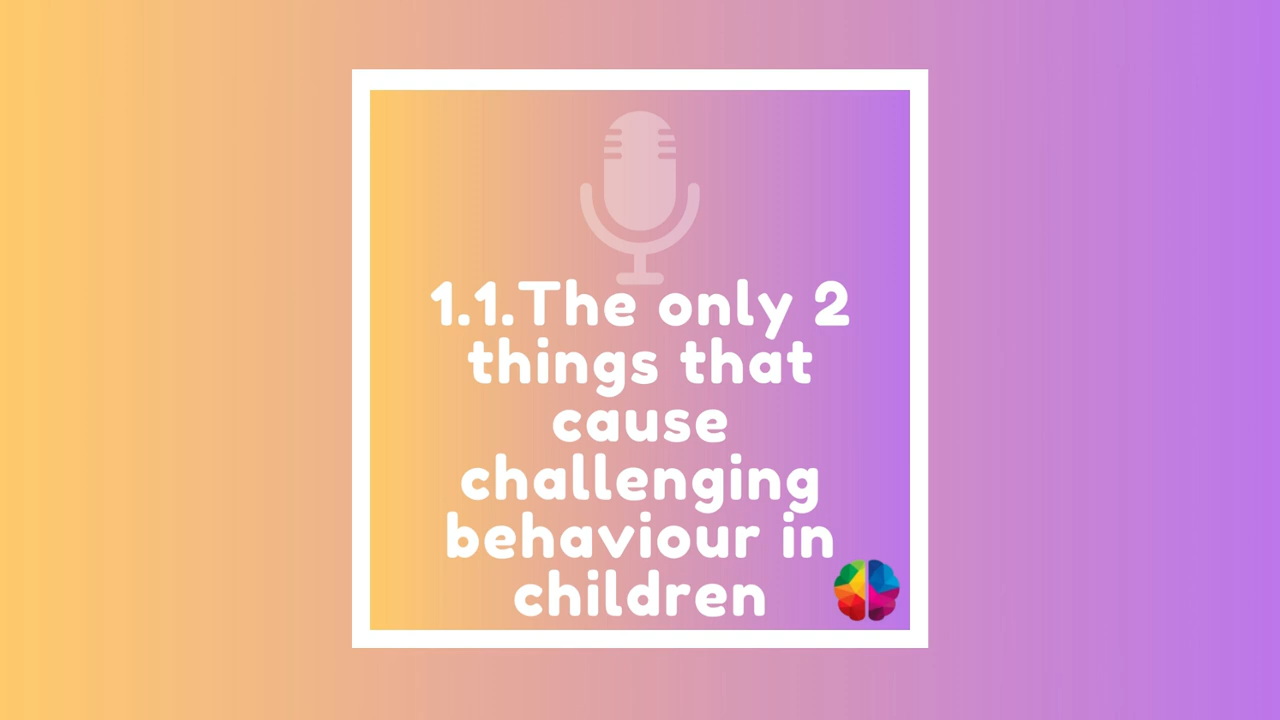 1.1.The only 2
things that
cause
challenging
behaviour in
children